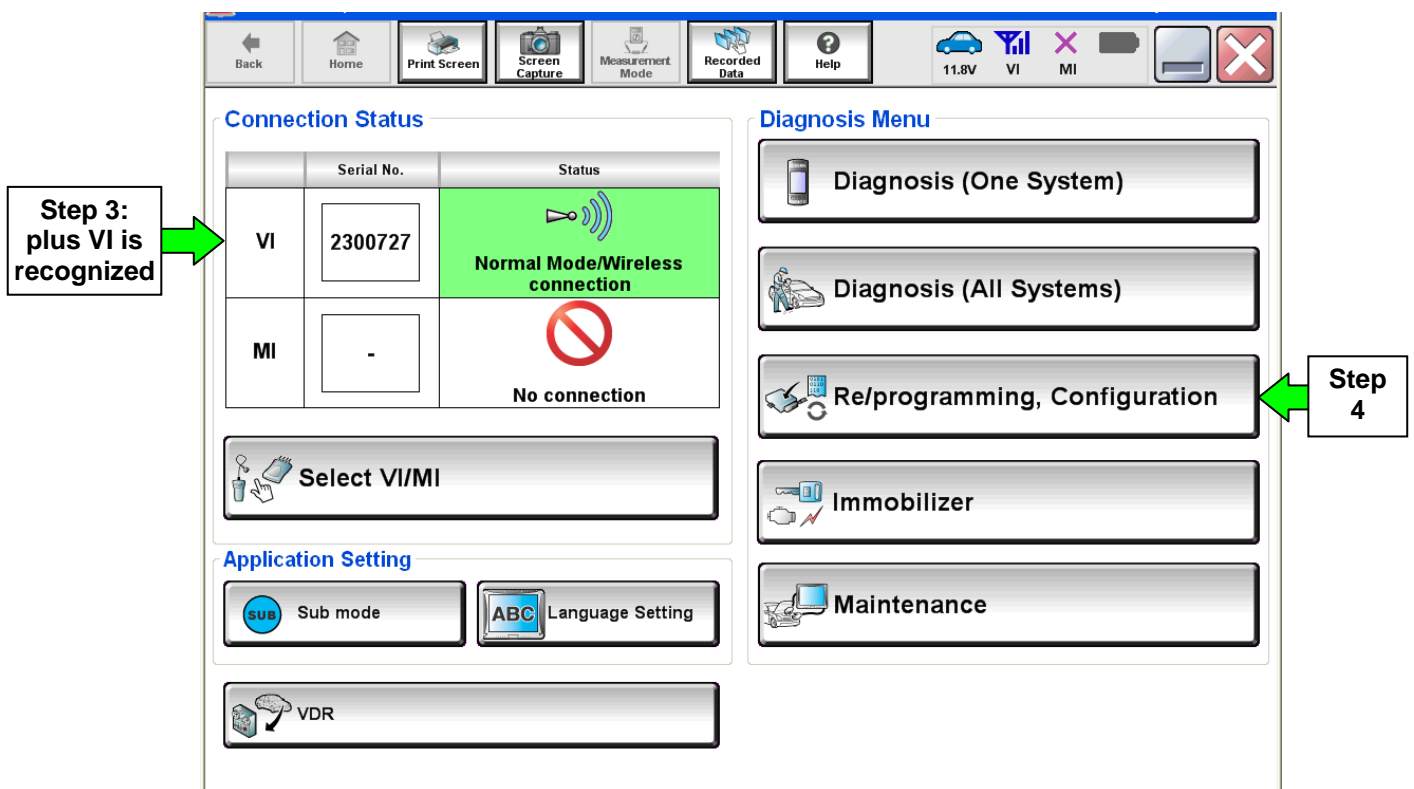 Back
Home
Print Screen
Screen
Capture
Measurement
Mode
Recorded
Data
Help
11.8V
VI
MI
Connection Status
Serial No.
Status
VI
2300727
Normal Mode/Wireless
connection
MI
-
No connection
Select VI/MI
Application Setting
SUB
Sub mode
ABC
Language Setting
VDR
Diagnosis Menu
Diagnosis (One System)
Diagnosis (All Systems)
Re/programming, Configuration
Immobilizer
Maintenance
Step 3:
plus VI is
recognized
Step
4